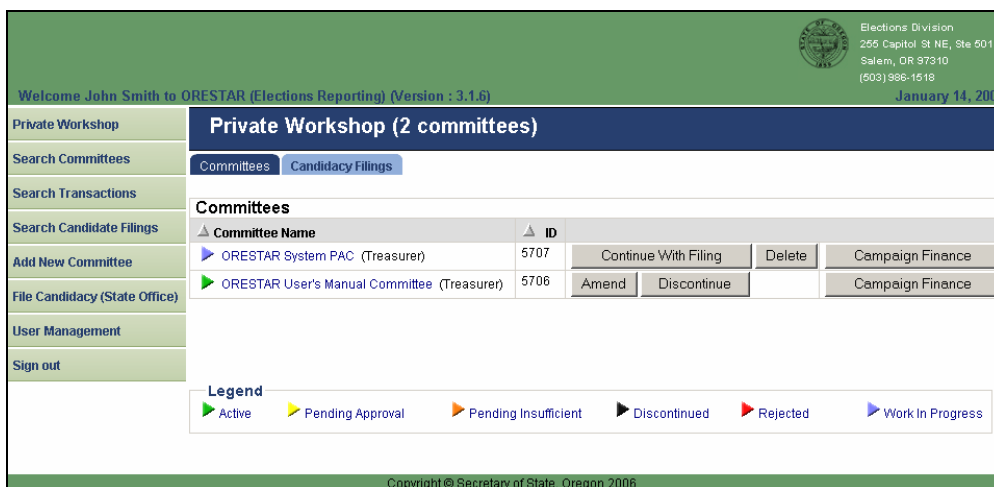 Elections Division
255 Capitol St NE, Ste 501
Salem, OR 97310
(503) 986-1518
Welcome John Smith to ORESTAR (Elections Reporting) (Version : 3.1.6)
January 14, 200
Private Workshop
Search Committees
Search Transactions
Search Candidate Filings
Add New Committee
File Candidacy (State Office)
User Management
Sign out
Private Workshop (2 committees)
Committees Candidacy Filings
Committees
Committee Name ID
ORESTAR System PAC (Treasurer) 5707 Continue With Filing Delete Campaign Finance
ORESTAR User's Manual Committee (Treasurer) 5706 Amend Discontinue Campaign Finance
Legend
Active Pending Approval Pending Insufficient Discontinued Rejected Work In Progress
Copyright © Secretary of State, Oregon 2006